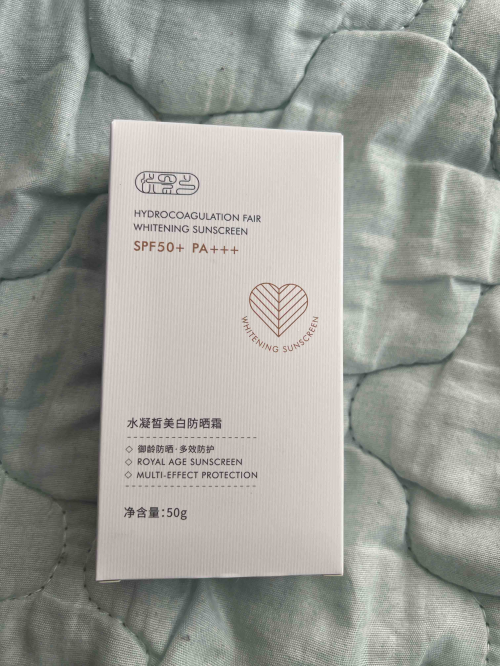 HYDROCOAGULATION FAIR
WHITENING SUNSCREEN
SPF50+ PA+++
WHITENING SUNSCREEN
水凝皙美白防晒霜
◇ 御龄防晒·多效防护
◇ ROYAL AGE SUNSCREEN
◇ MULTI-EFFECT PROTECTION
净含量:50g